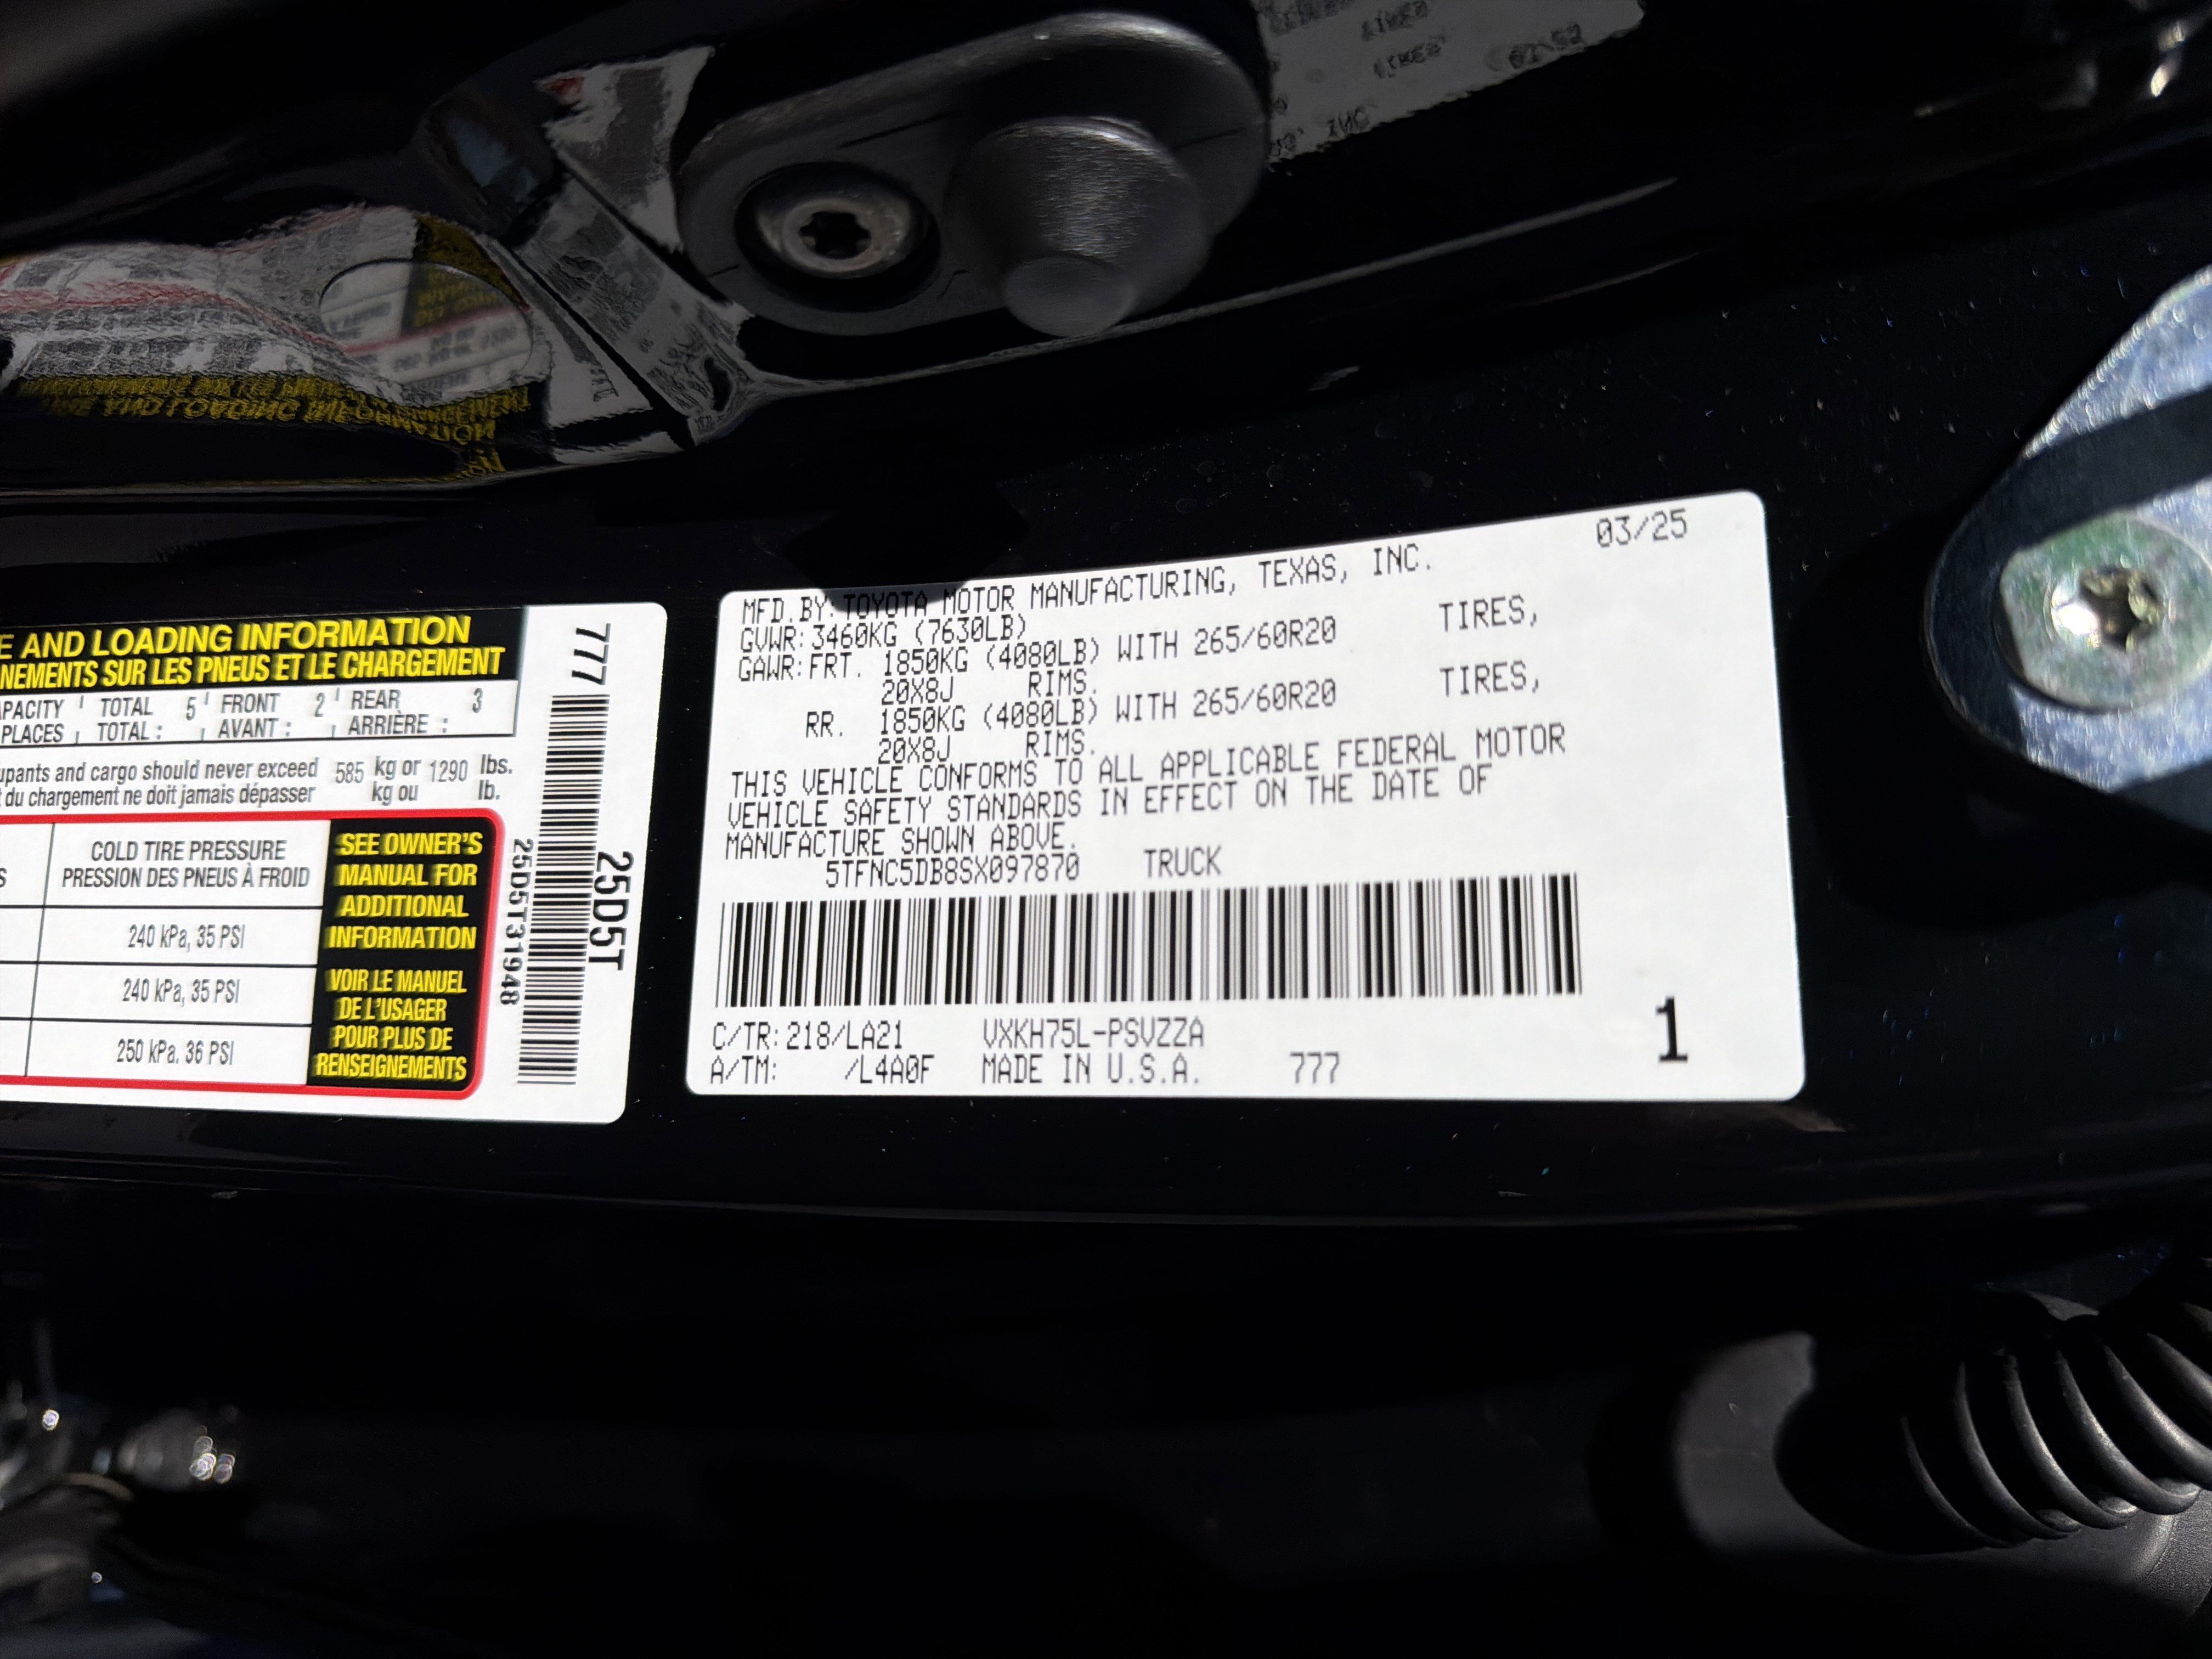 E AND LOADING INFORMATION
NEMENTS SUR LES PNEUS ET LE CHARGEMENT
APACITY TOTAL 5 FRONT 2 REAR 3
PLACES TOTAL : AVANT : ARRIÈRE :
upants and cargo should never exceed 585 kg or 1290 lbs.
t du chargement ne doit jamais dépasser kg ou lb.
S
COLD TIRE PRESSURE
PRESSION DES PNEUS À FROID
240 kPa, 35 PSI
240 kPa, 35 PSI
250 kPa. 36 PSI
SEE OWNER'S
MANUAL FOR
ADDITIONAL
INFORMATION
VOIR LE MANUEL
DE L'USAGER
POUR PLUS DE
RENSEIGNEMENTS
777
25D5T31948
25D5T
03/25
MFD.BY:TOYOTA MOTOR MANUFACTURING, TEXAS, INC.
GVWR:3460KG (7630LB)
GAWR:FRT. 1850KG (4080LB) WITH 265/60R20 TIRES,
20X8J RIMS.
RR. 1850KG (4080LB) WITH 265/60R20 TIRES,
20X8J RIMS.
THIS VEHICLE CONFORMS TO ALL APPLICABLE FEDERAL MOTOR
VEHICLE SAFETY STANDARDS IN EFFECT ON THE DATE OF
MANUFACTURE SHOWN ABOVE.
5TFNC5DB8SX097870 TRUCK
C/TR:218/LA21 VXKH75L-PSVZZA
A/TM: /L4A0F MADE IN U.S.A. 777
1